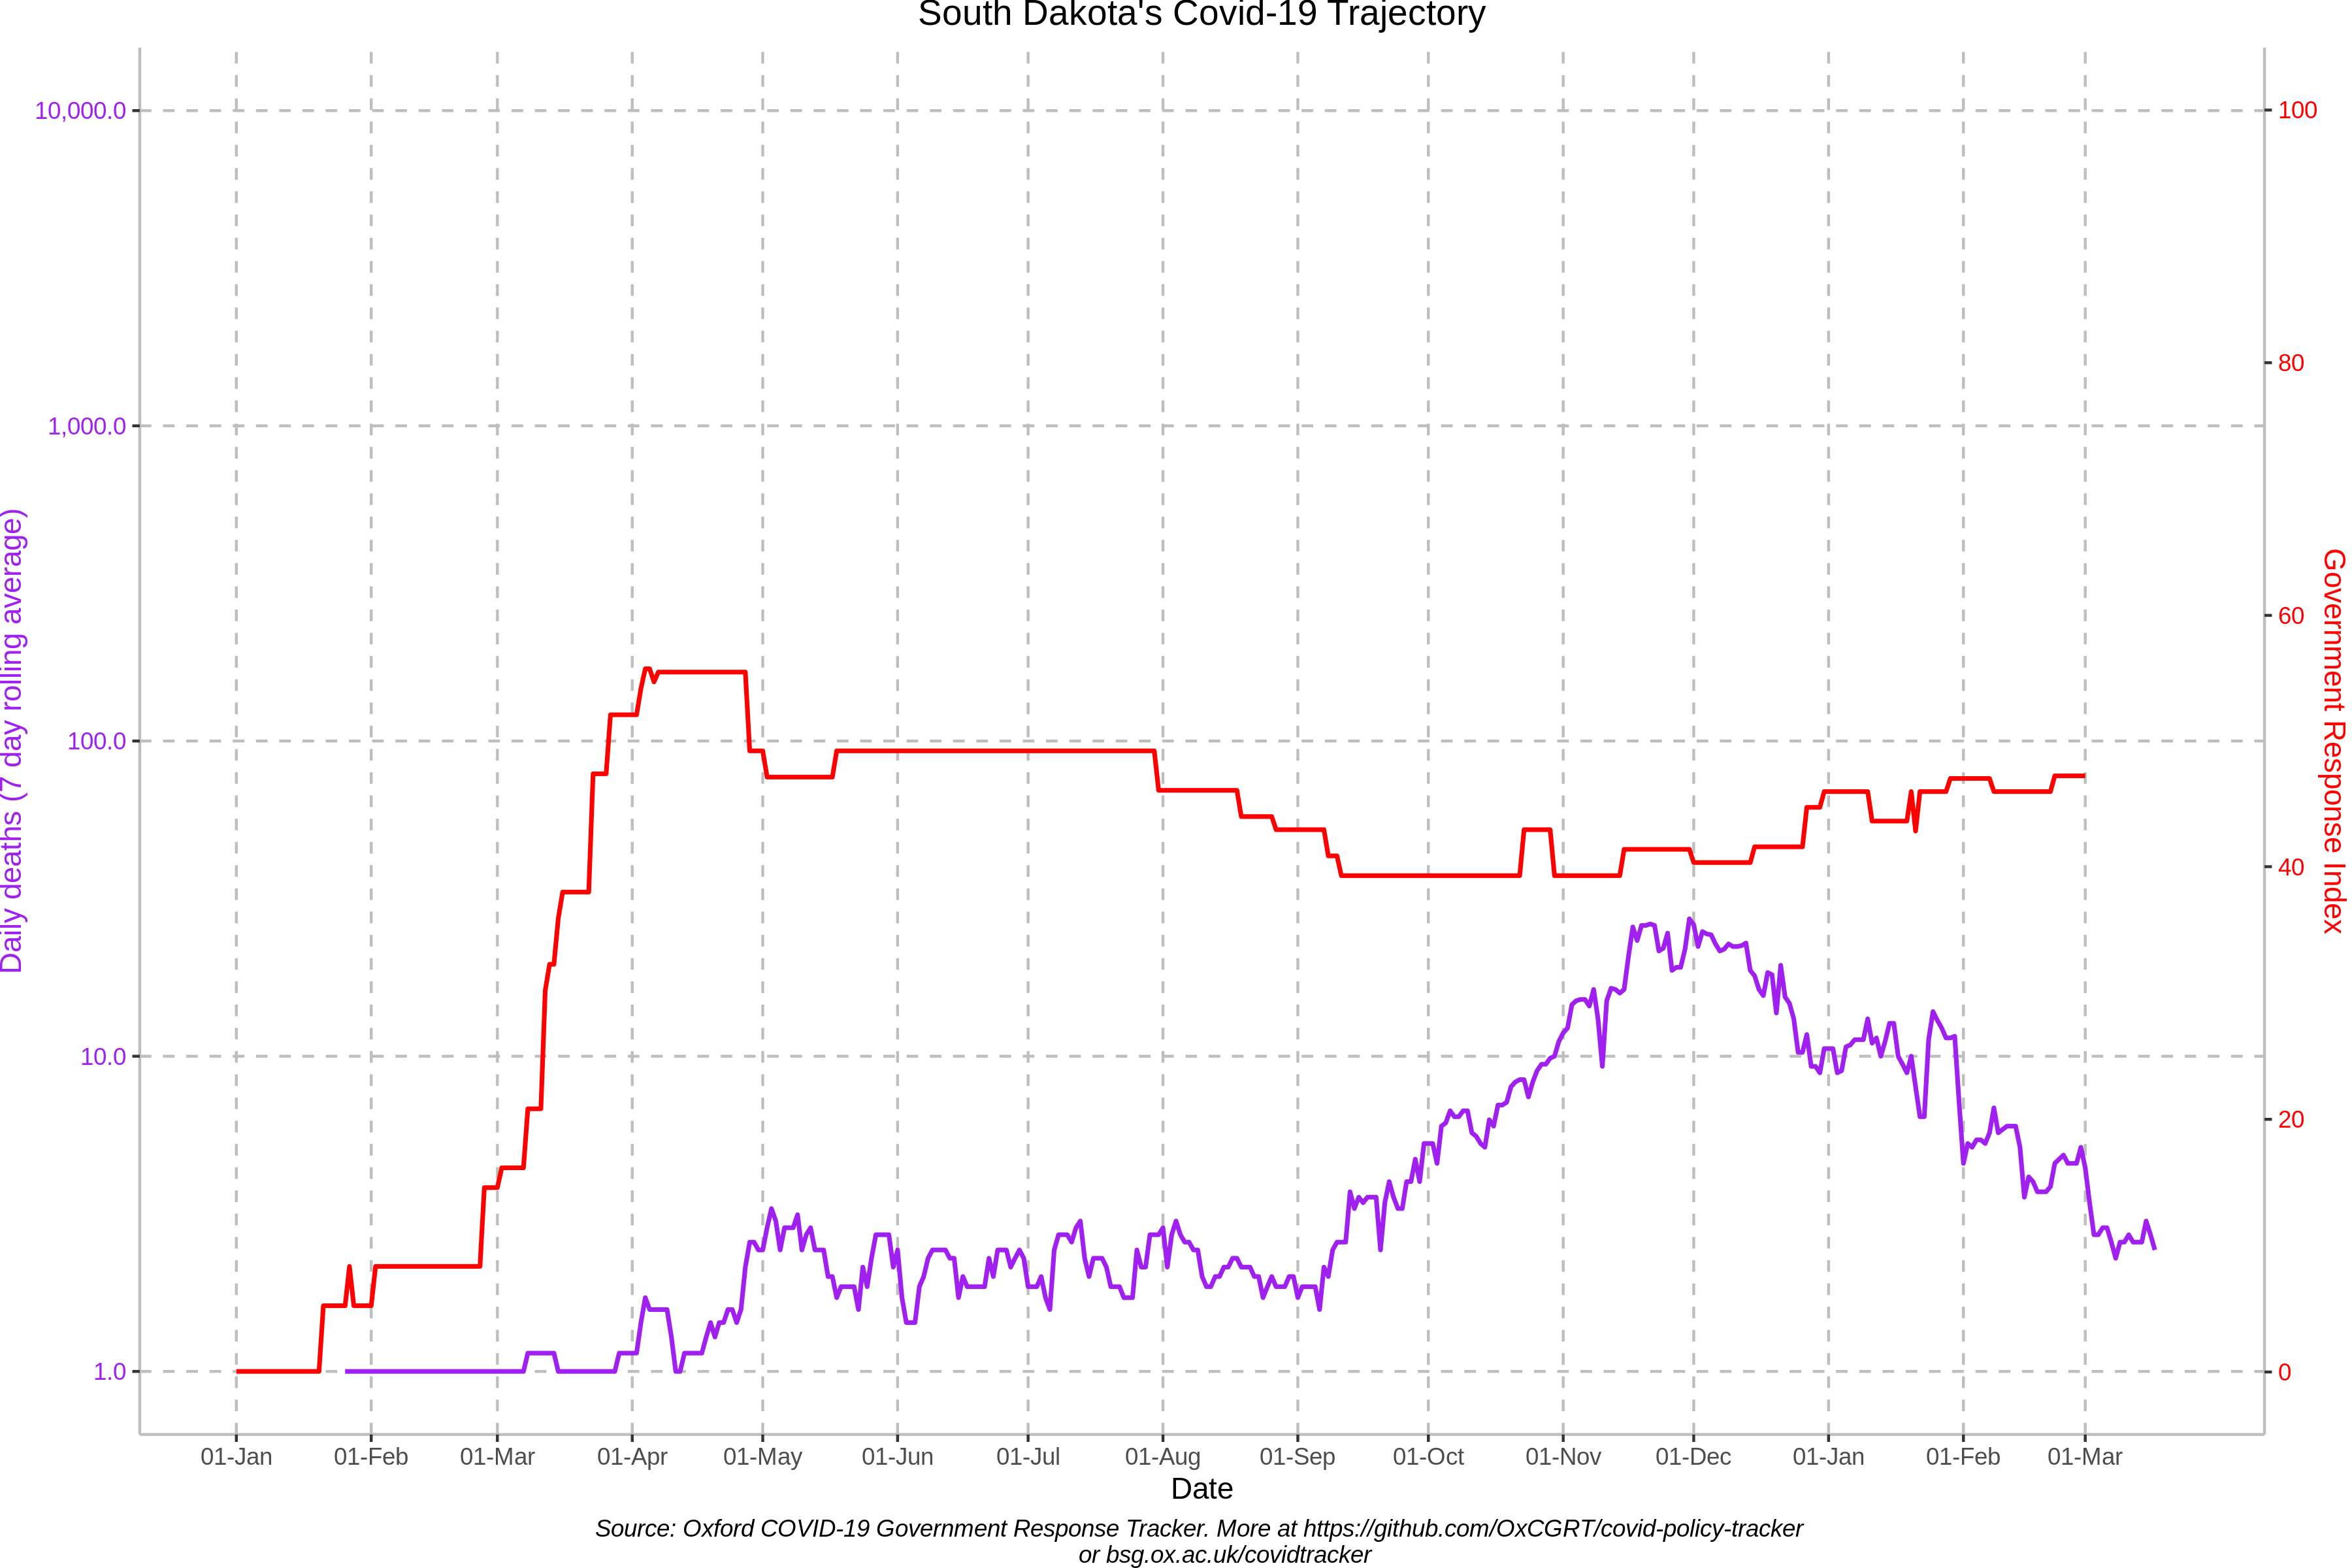 South Dakota's Covid-19 Trajectory
10,000.0
1,000.0
100.0
10.0
1.0
Daily deaths (7 day rolling average)
100
80
60
40
20
0
Government Response Index
01-Jan 01-Feb 01-Mar 01-Apr 01-May 01-Jun 01-Jul 01-Aug 01-Sep 01-Oct 01-Nov 01-Dec 01-Jan 01-Feb 01-Mar
Date
Source: Oxford COVID-19 Government Response Tracker. More at https://github.com/OxCGRT/covid-policy-tracker
or bsg.ox.ac.uk/covidtracker